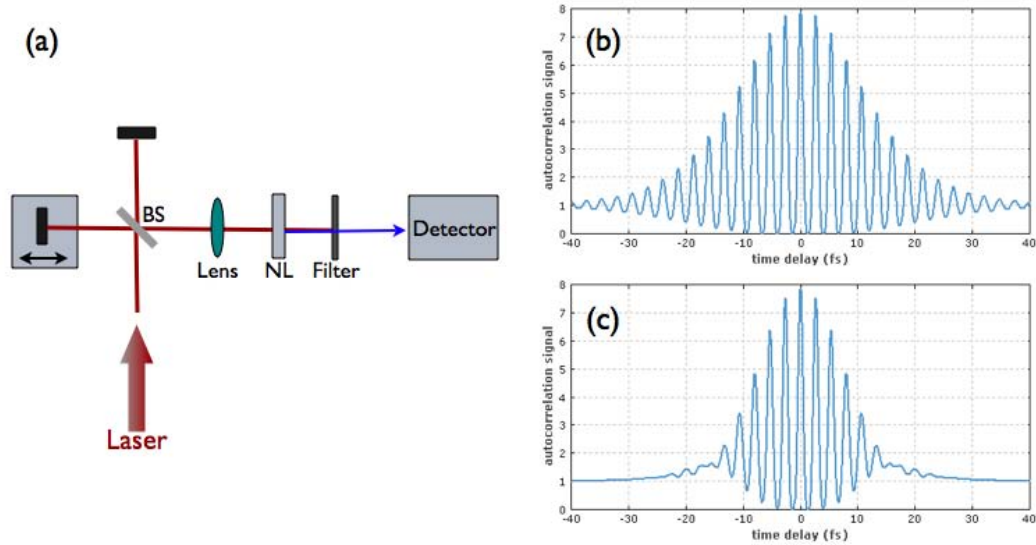 (a)
BS
Lens
NL
Filter
Detector
Laser
(b)
autocorrelation signal
8
7
6
5
4
3
2
1
0
-40 -30 -20 -10 0 10 20 30 40
time delay (fs)
(c)
autocorrelation signal
8
7
6
5
4
3
2
1
0
-40 -30 -20 -10 0 10 20 30 40
time delay (fs)